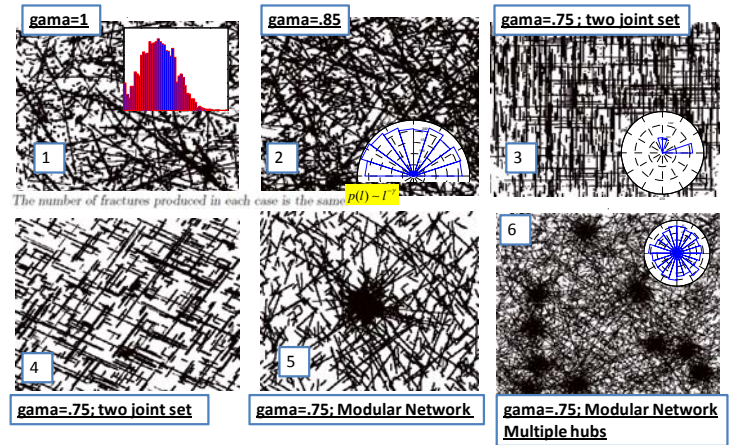 gama=1
gama=.85
gama=.75 ; two joint set
1
2
3
The number of fractures produced in each case is the same p(l) ~ l^-γ
4
5
6
gama=.75; two joint set
gama=.75; Modular Network
gama=.75; Modular Network
Multiple hubs